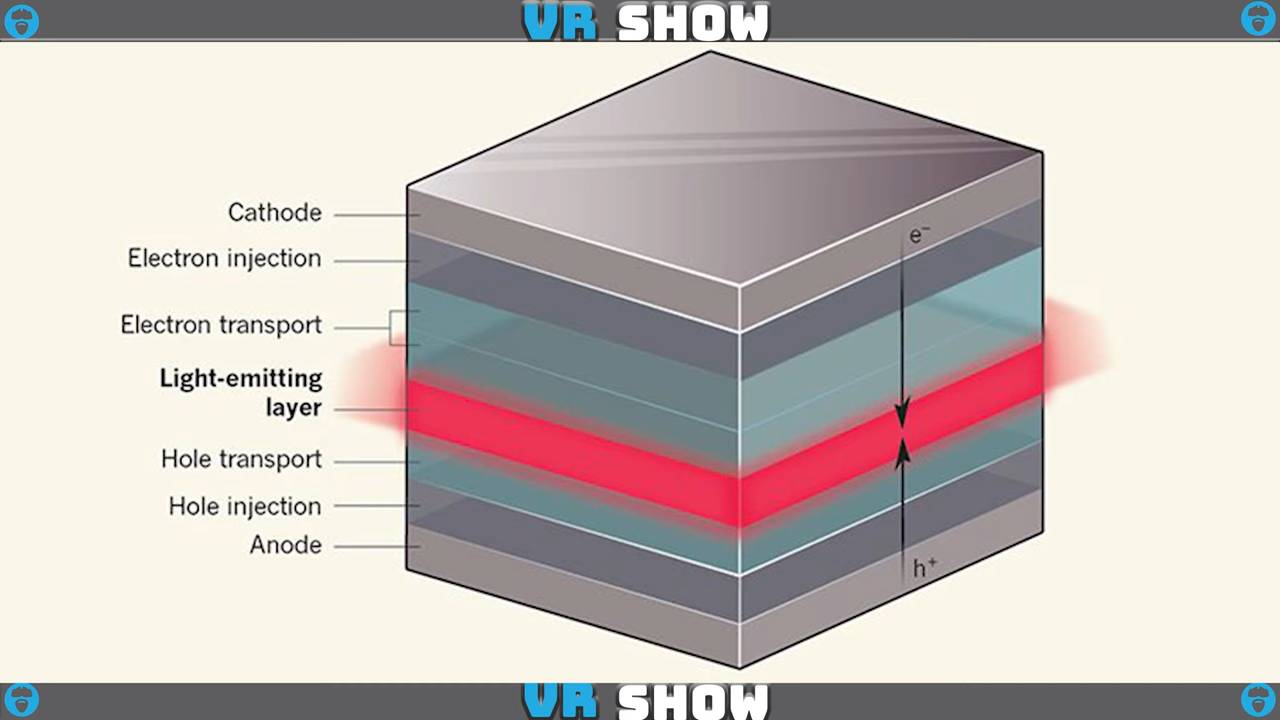 VR SHOW
Cathode
e⁻
Electron injection
Electron transport
Light-emitting
layer
Hole transport
Hole injection
Anode
h⁺
VR SHOW